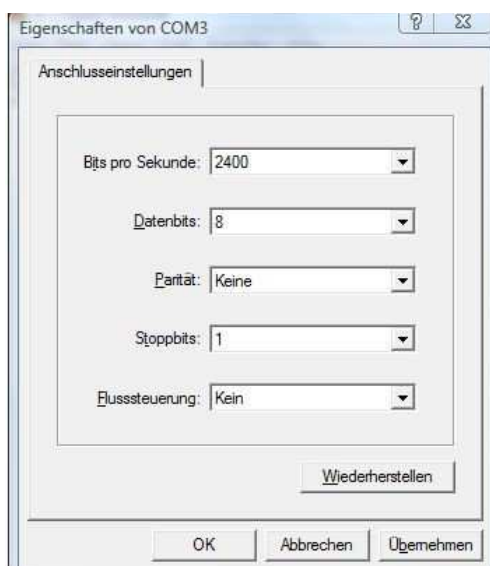 Eigenschaften von COM3
Anschlusseinstellungen
Bits pro Sekunde: 2400
Datenbits: 8
Parität: Keine
Stoppbits: 1
Flusssteuerung: Kein
Wiederherstellen
OK Abbrechen Übernehmen